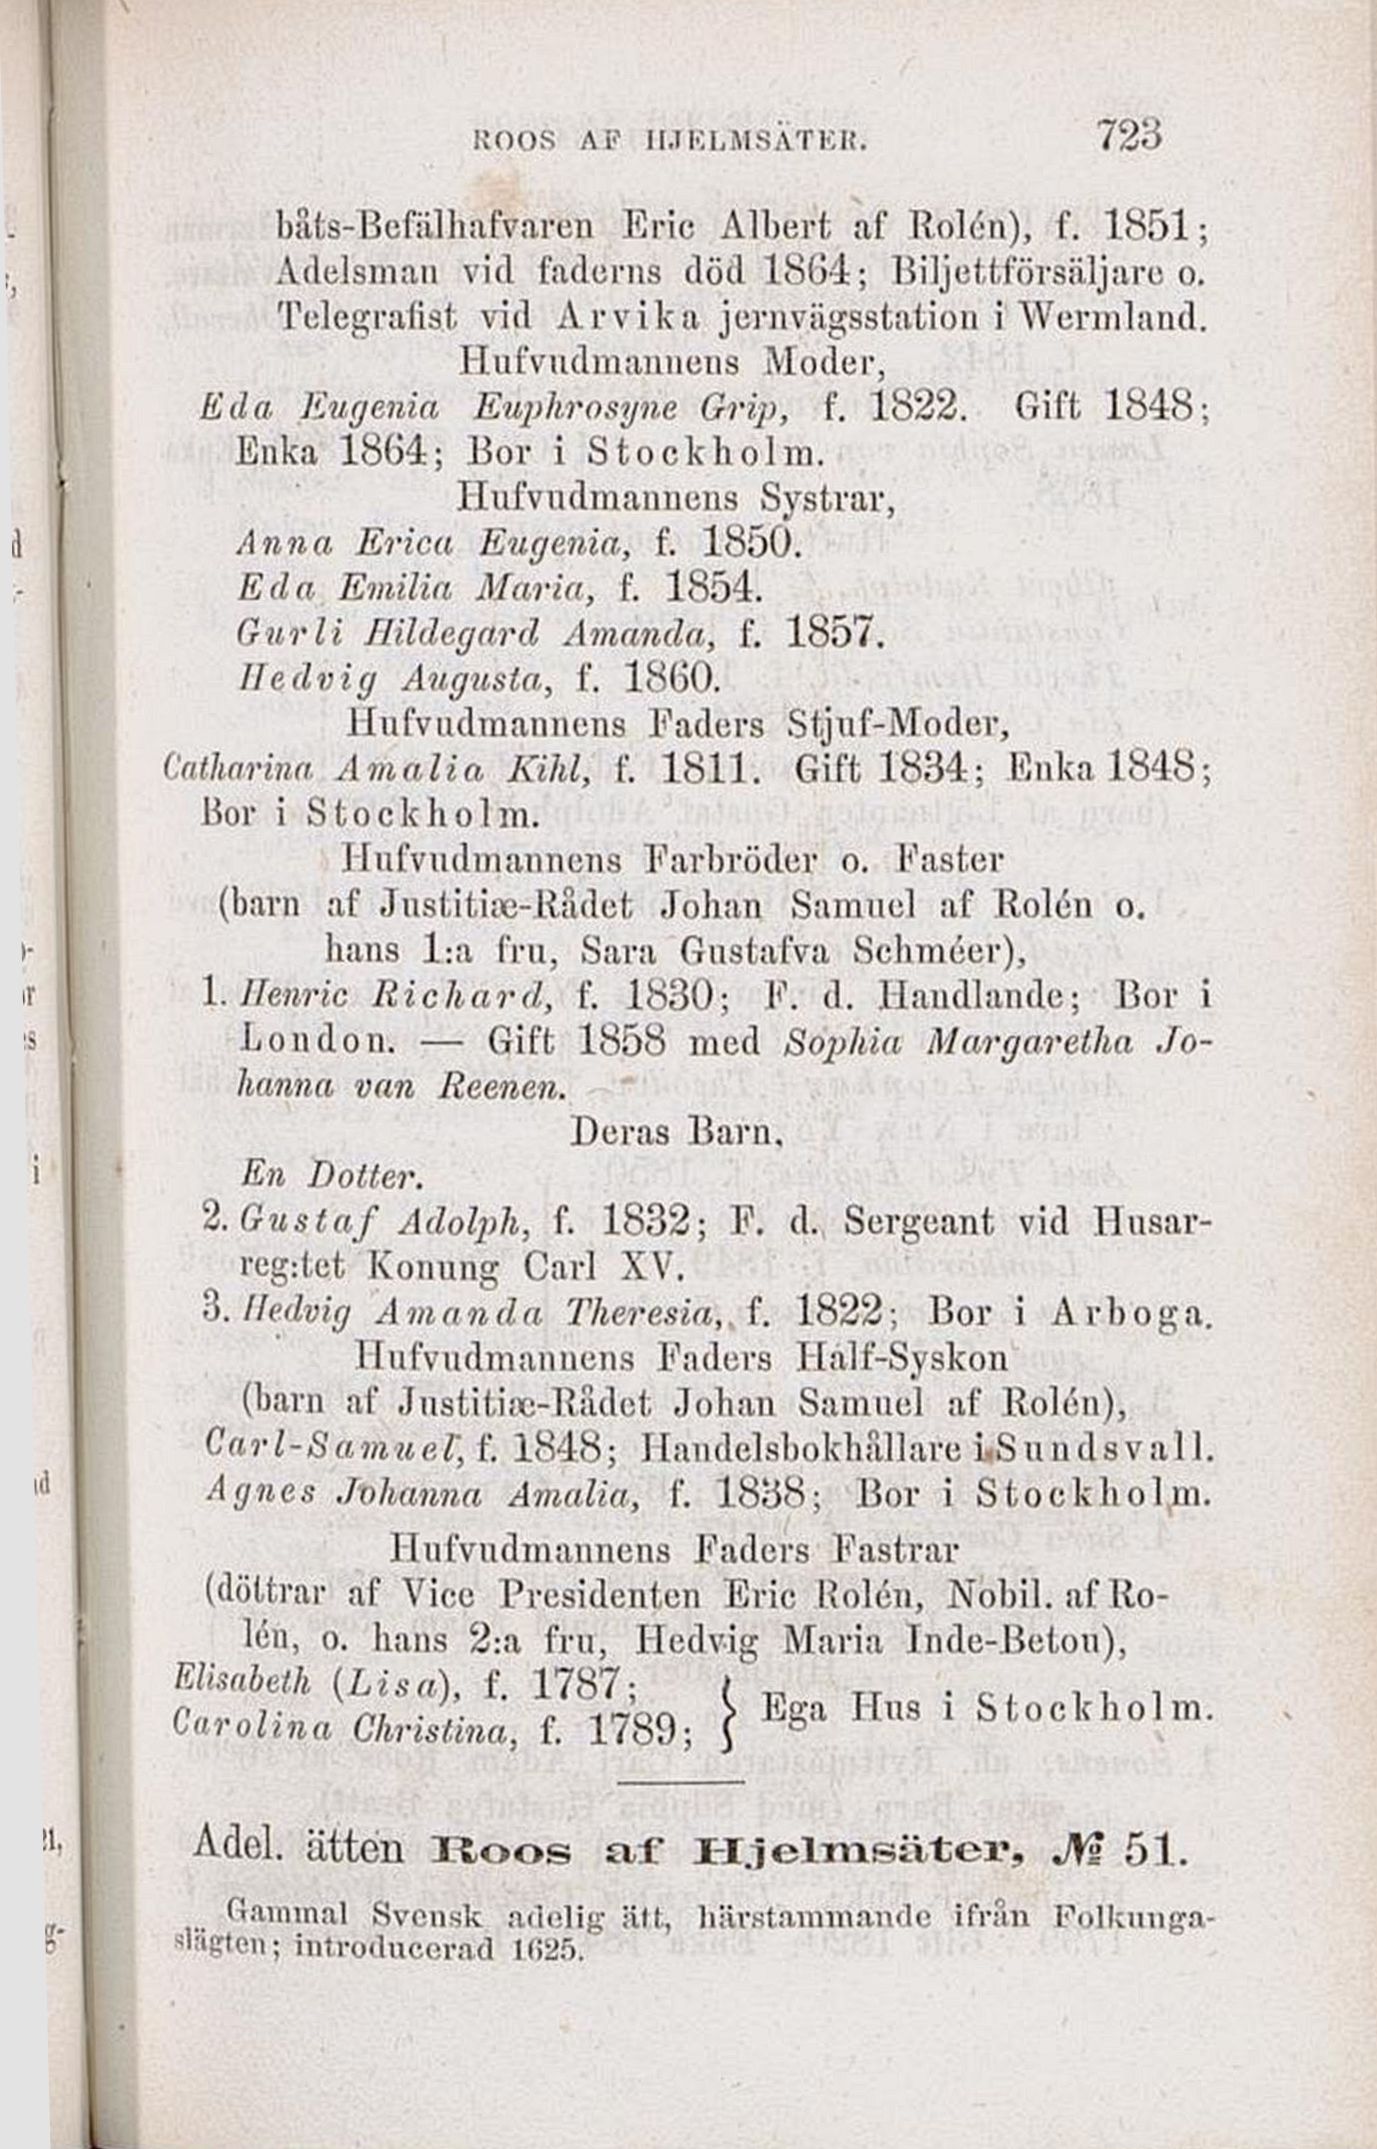 ROOS AF HJELMSÄTER. 723
båts-Befälhafvaren Eric Albert af Rolén), f. 1851;
Adelsman vid faderns död 1864; Biljettförsäljare o.
Telegrafist vid Arvika jernvägsstation i Wermland.
Hufvudmannens Moder,
Eda Eugenia Euphrosyne Grip, f. 1822. Gift 1848;
Enka 1864; Bor i Stockholm.
Hufvudmannens Systrar,
Anna Erica Eugenia, f. 1850.
Eda Emilia Maria, f. 1854.
Gurli Hildegard Amanda, f. 1857.
Hedvig Augusta, f. 1860.
Hufvudmannens Faders Stjuf-Moder,
Catharina Amalia Kihl, f. 1811. Gift 1834; Enka 1848;
Bor i Stockholm.
Hufvudmannens Farbröder o. Faster
(barn af Justitiæ-Rådet Johan Samuel af Rolén o.
hans 1:a fru, Sara Gustafva Schméer),
1. Henric Richard, f. 1830; F. d. Handlande; Bor i
London. — Gift 1858 med Sophia Margaretha Jo-
hanna van Reenen.
Deras Barn,
En Dotter.
2. Gustaf Adolph, f. 1832; F. d. Sergeant vid Husar-
reg:tet Konung Carl XV.
3. Hedvig Amanda Theresia, f. 1822; Bor i Arboga.
Hufvudmannens Faders Half-Syskon
(barn af Justitiæ-Rådet Johan Samuel af Rolén),
Carl-Samuel, f. 1848; Handelsbokhållare i Sundsvall.
Agnes Johanna Amalia, f. 1838; Bor i Stockholm.
Hufvudmannens Faders Fastrar
(döttrar af Vice Presidenten Eric Rolén, Nobil. af Ro-
lén, o. hans 2:a fru, Hedvig Maria Inde-Betou),
Elisabeth (Lisa), f. 1787;
Carolina Christina, f. 1789; } Ega Hus i Stockholm.
Adel. ätten Roos af Hjelmsäter, № 51.
Gammal Svensk adelig ätt, härstammande ifrån Folkunga-
slägten; introducerad 1625.